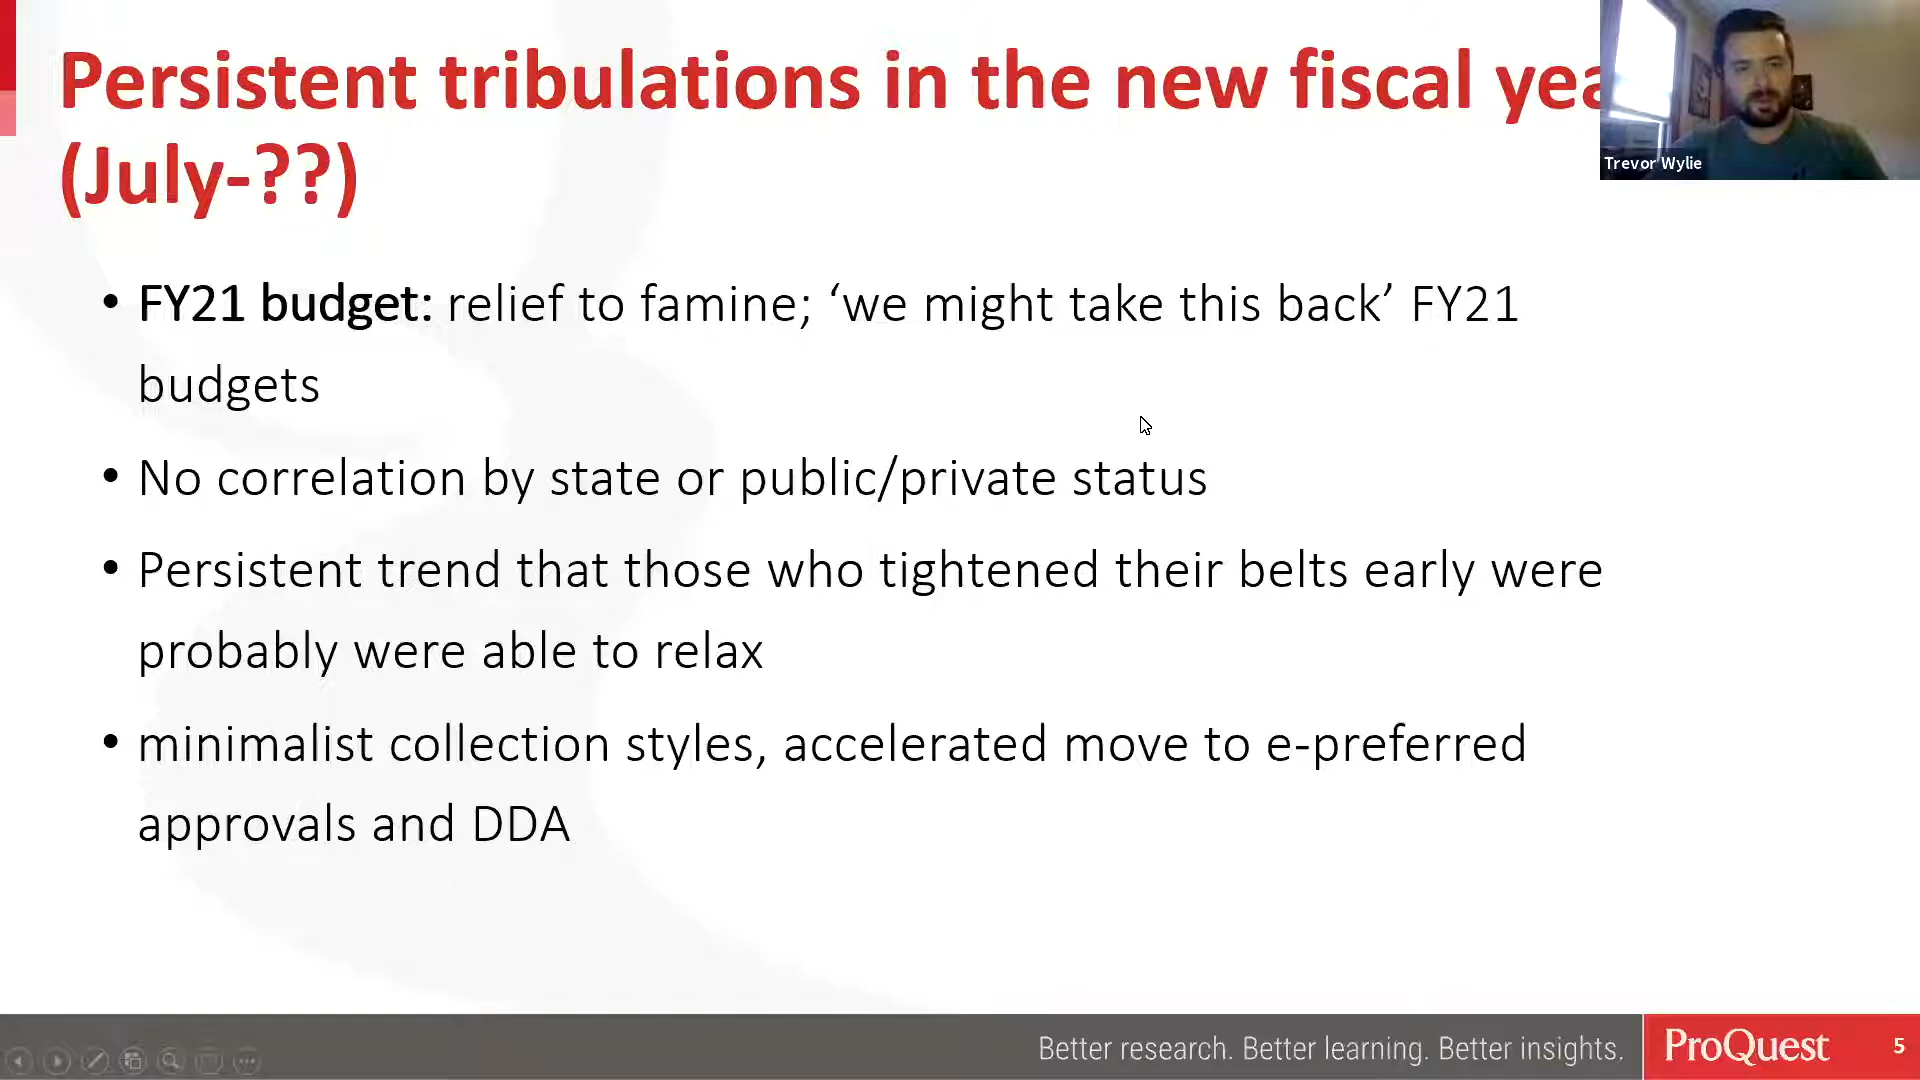 Persistent tribulations in the new fiscal yea
(July-??)
Trevor Wylie
• FY21 budget: relief to famine; ‘we might take this back’ FY21
budgets
• No correlation by state or public/private status
• Persistent trend that those who tightened their belts early were
probably were able to relax
• minimalist collection styles, accelerated move to e-preferred
approvals and DDA
Better research. Better learning. Better insights.
ProQuest
5